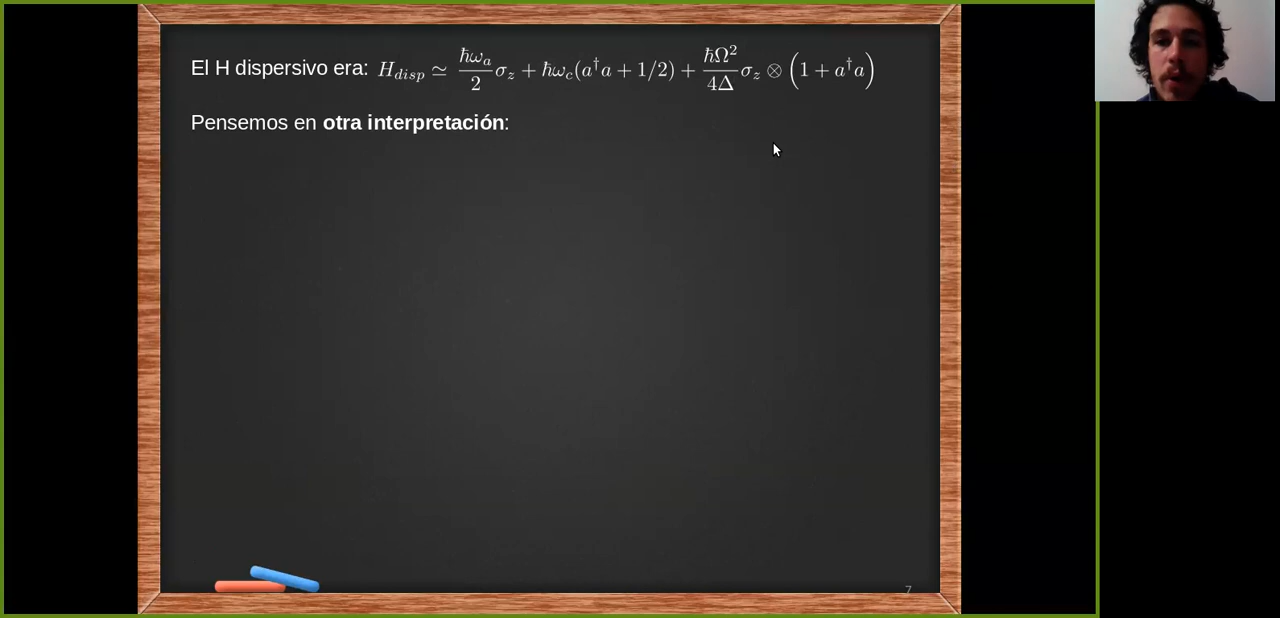 El H dispersivo era: $H_{disp} \simeq \frac{\hbar\omega_a}{2}\sigma_z + \hbar\omega_c(a^\dagger a + 1/2) + \frac{\hbar\Omega^2}{4\Delta}\sigma_z \otimes \left(1 + a^\dagger a\right)$
Pensemos en otra interpretación:
7